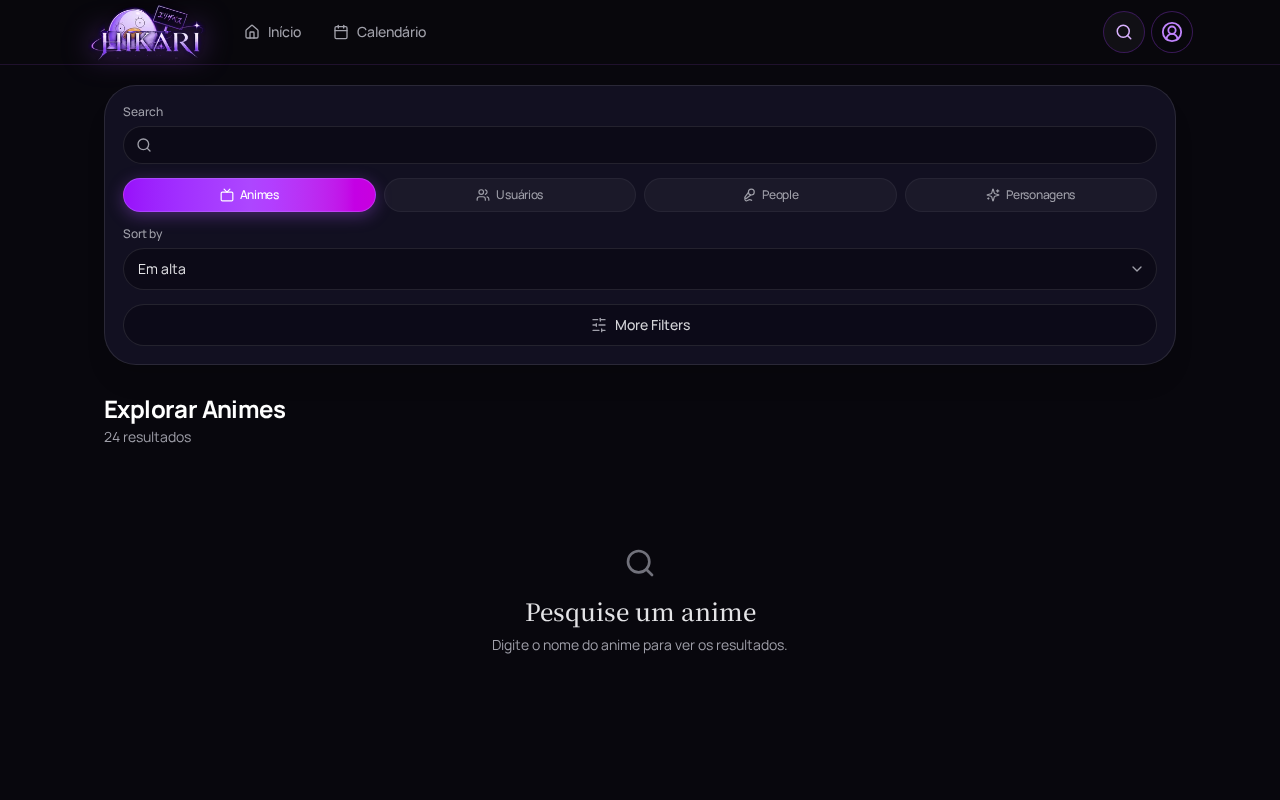 HIKARI
Início
Calendário
Search
Animes
Usuários
People
Personagens
Sort by
Em alta
More Filters
Explorar Animes
24 resultados
Pesquise um anime
Digite o nome do anime para ver os resultados.